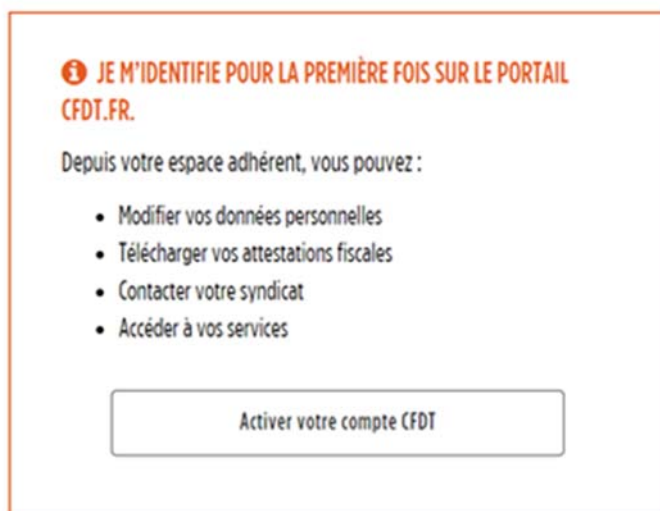 JE M'IDENTIFIE POUR LA PREMIÈRE FOIS SUR LE PORTAIL
CFDT.FR.
Depuis votre espace adhérent, vous pouvez :
• Modifier vos données personnelles
• Télécharger vos attestations fiscales
• Contacter votre syndicat
• Accéder à vos services
Activer votre compte CFDT